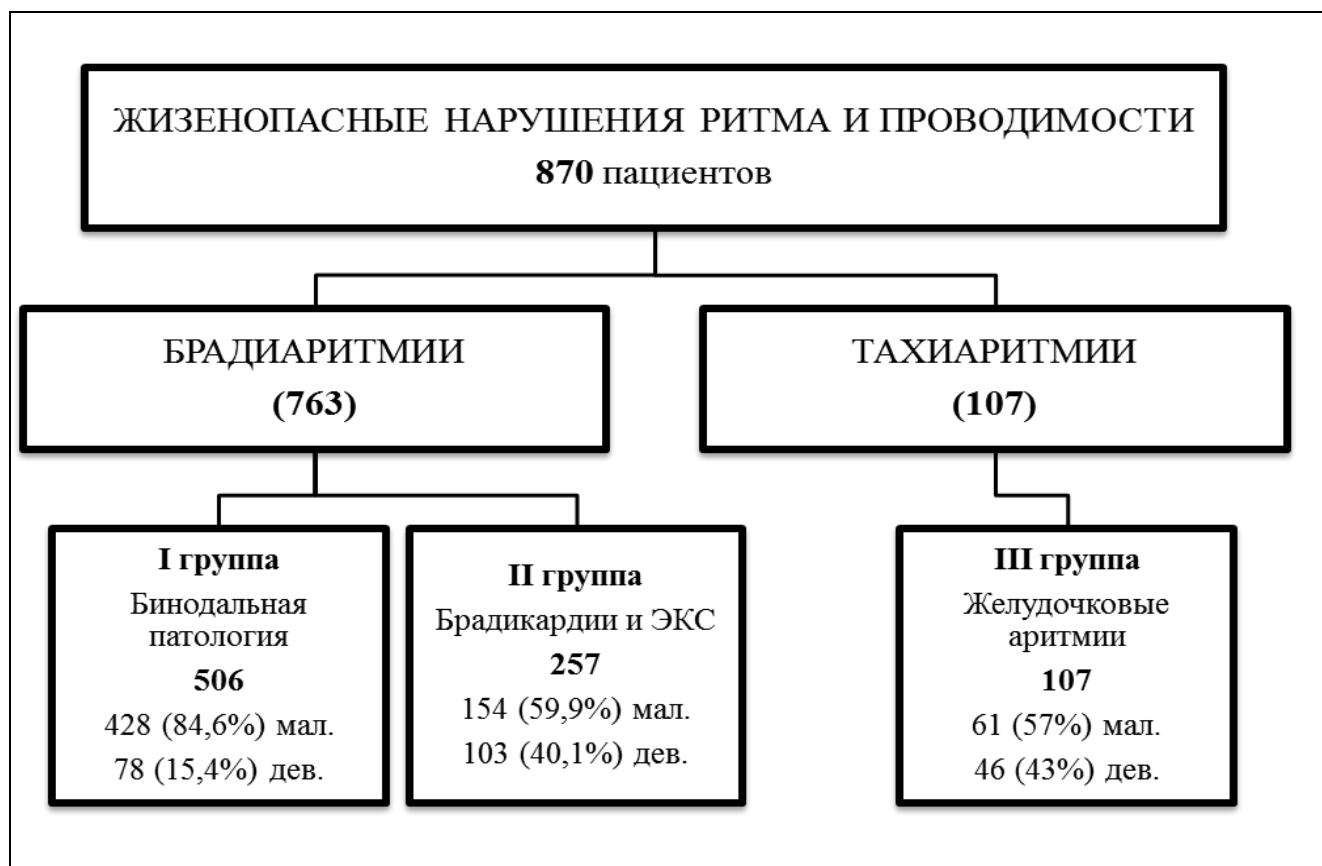 ЖИЗЕНОПАСНЫЕ НАРУШЕНИЯ РИТМА И ПРОВОДИМОСТИ
870 пациентов
БРАДИАРИТМИИ
(763)
ТАХИАРИТМИИ
(107)
I группа
Бинодальная
патология
506
428 (84,6%) мал.
78 (15,4%) дев.
II группа
Брадикардии и ЭКС
257
154 (59,9%) мал.
103 (40,1%) дев.
III группа
Желудочковые
аритмии
107
61 (57%) мал.
46 (43%) дев.